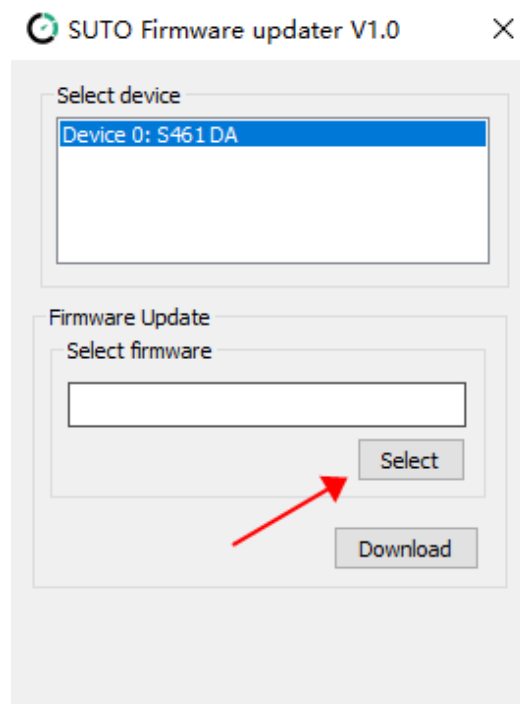 SUTO Firmware updater V1.0
Select device
Device 0: S461 DA
Firmware Update
Select firmware
Select
Download